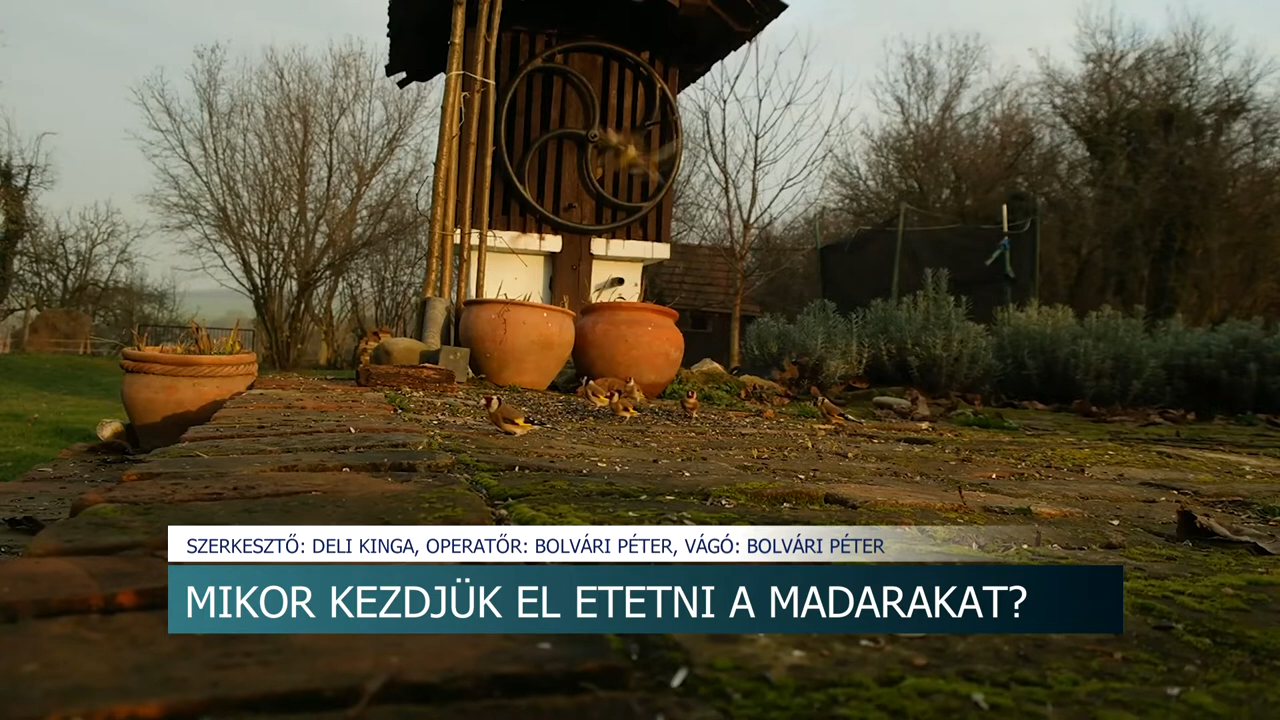 SZERKESZTŐ: DELI KINGA, OPERATŐR: BOLVÁRI PÉTER, VÁGÓ: BOLVÁRI PÉTER
MIKOR KEZDJÜK EL ETETNI A MADARAKAT?